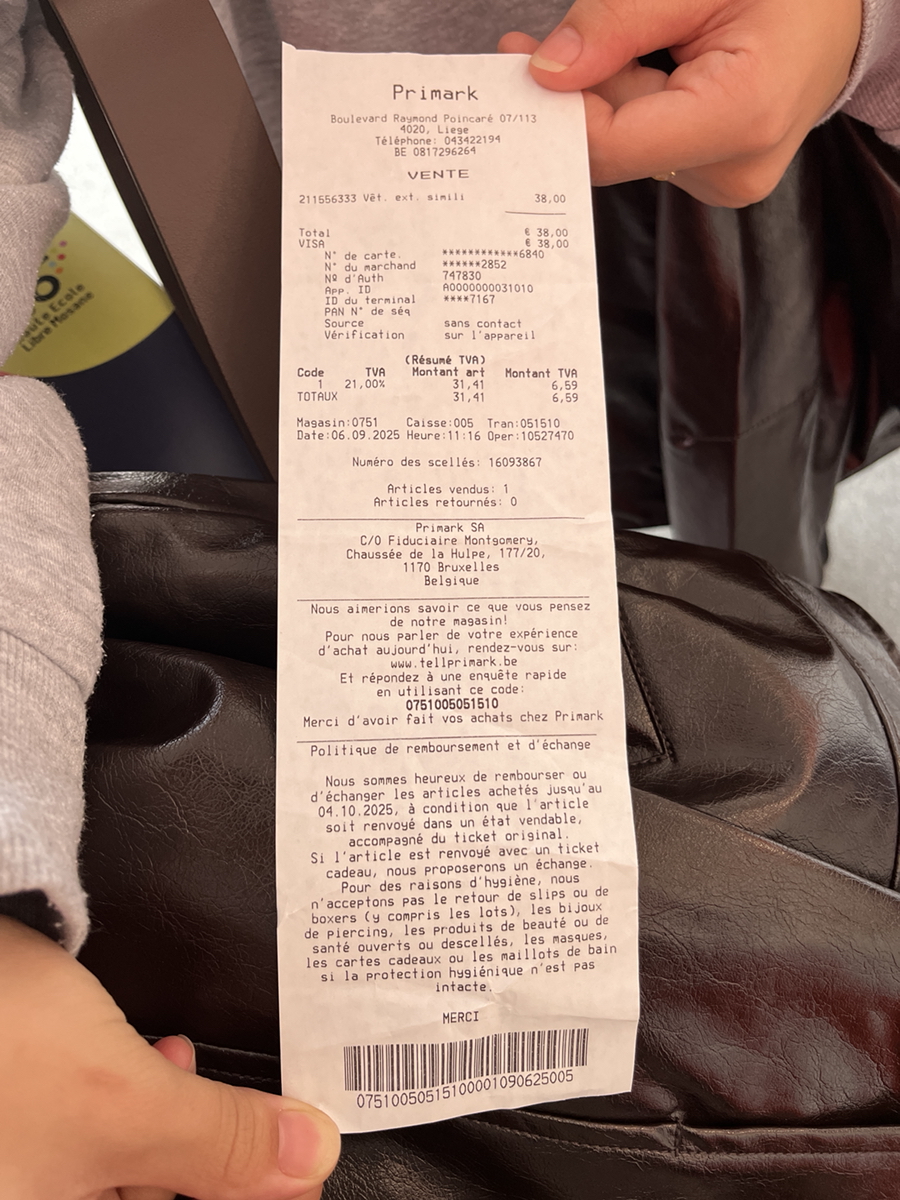 Primark
Boulevard Raymond Poincaré 07/113
4020, Liege
Téléphone: 043422194
BE 0817296264
VENTE
211556333 Vêt. ext. simili 38,00
Total € 38,00
VISA € 38,00
N° de carte. ************6840
N° du marchand ******2852
Nº d'Auth 747830
App. ID A0000000031010
ID du terminal ****7167
PAN N° de séq
Source sans contact
Vérification sur l'appareil
(Résumé TVA)
Code TVA Montant art Montant TVA
1 21,00% 31,41 6,59
TOTAUX 31,41 6,59
Magasin:0751 Caisse:005 Tran:051510
Date:06.09.2025 Heure:11:16 Oper:10527470
Numéro des scellés: 16093867
Articles vendus: 1
Articles retournés: 0
Primark SA
C/O Fiduciaire Montgomery,
Chaussée de la Hulpe, 177/20,
1170 Bruxelles
Belgique
Nous aimerions savoir ce que vous pensez
de notre magasin!
Pour nous parler de votre expérience
d'achat aujourd'hui, rendez-vous sur:
www.tellprimark.be
Et répondez à une enquête rapide
en utilisant ce code:
0751005051510
Merci d'avoir fait vos achats chez Primark
Politique de remboursement et d'échange
Nous sommes heureux de rembourser ou
d'échanger les articles achetés jusqu'au
04.10.2025, à condition que l'article
soit renvoyé dans un état vendable,
accompagné du ticket original.
Si l'article est renvoyé avec un ticket
cadeau, nous proposerons un échange.
Pour des raisons d'hygiène, nous
n'acceptons pas le retour de slips ou de
boxers (y compris les lots), les bijoux
de piercing, les produits de beauté ou de
santé ouverts ou descellés, les masques,
les cartes cadeaux ou les maillots de bain
si la protection hygiénique n'est pas
intacte.
MERCI
07510050515100001090625005
Ecole
Libre Mosane